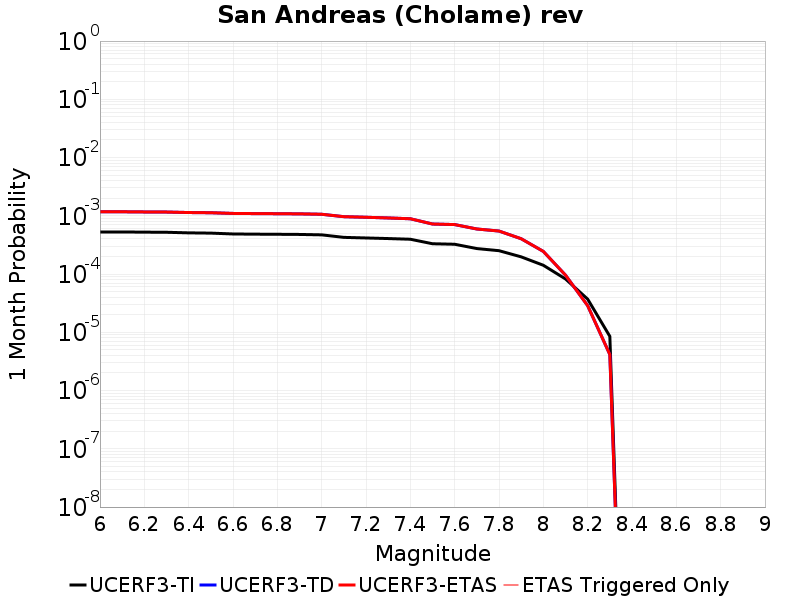 San Andreas (Cholame) rev
1 Month Probability
10^0
10^-1
10^-2
10^-3
10^-4
10^-5
10^-6
10^-7
10^-8
6 6.2 6.4 6.6 6.8 7 7.2 7.4 7.6 7.8 8 8.2 8.4 8.6 8.8 9
Magnitude
UCERF3-TI UCERF3-TD UCERF3-ETAS ETAS Triggered Only